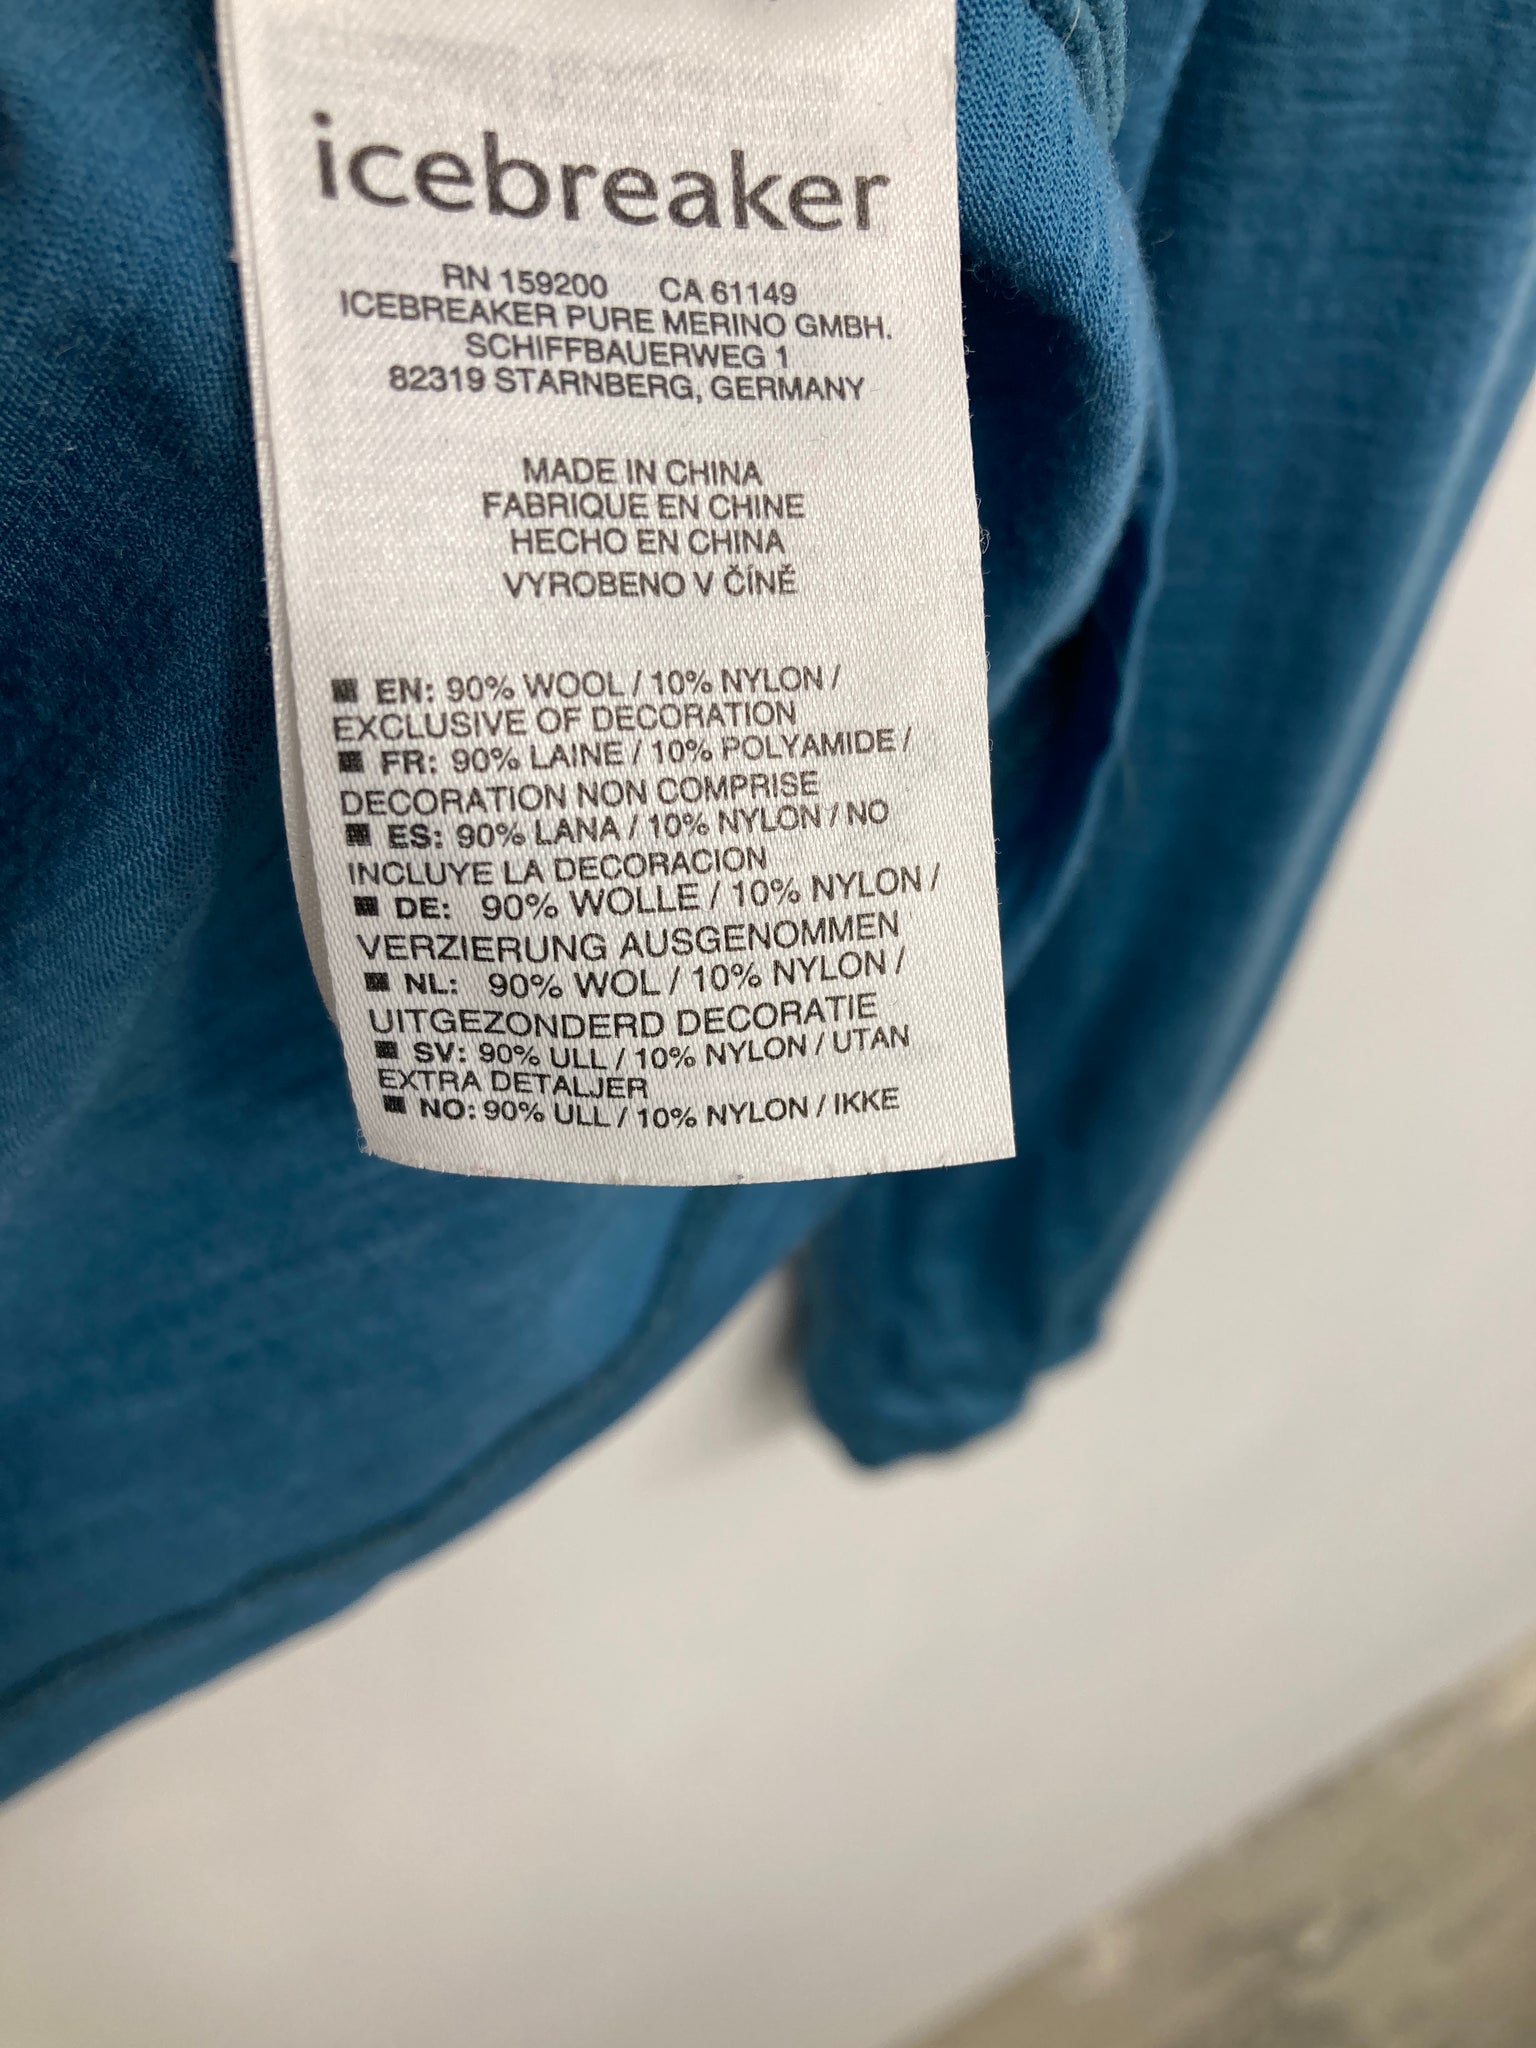 icebreaker
RN 159200 CA 61149
ICEBREAKER PURE MERINO GMBH.
SCHIFFBAUERWEG 1
82319 STARNBERG, GERMANY
MADE IN CHINA
FABRIQUE EN CHINE
HECHO EN CHINA
VYROBENO V ČÍNĚ
EN: 90% WOOL / 10% NYLON /
EXCLUSIVE OF DECORATION
FR: 90% LAINE / 10% POLYAMIDE /
DECORATION NON COMPRISE
ES: 90% LANA / 10% NYLON / NO
INCLUYE LA DECORACION
DE: 90% WOLLE / 10% NYLON /
VERZIERUNG AUSGENOMMEN
NL: 90% WOL / 10% NYLON /
UITGEZONDERD DECORATIE
SV: 90% ULL / 10% NYLON / UTAN
EXTRA DETALJER
NO: 90% ULL / 10% NYLON / IKKE